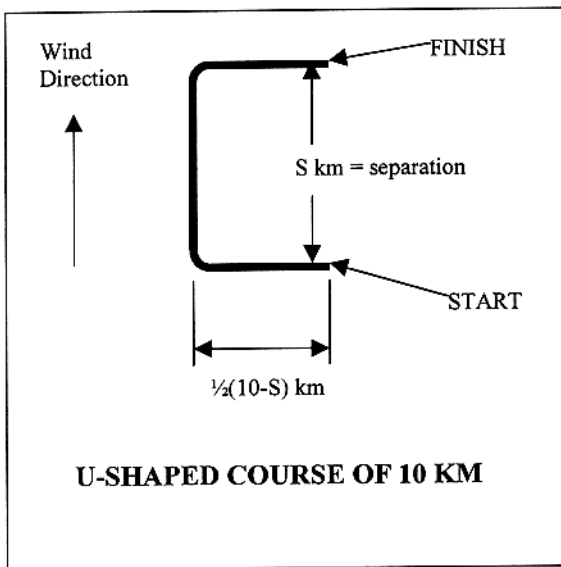 Wind
Direction
FINISH
S km = separation
START
½(10-S) km
U-SHAPED COURSE OF 10 KM